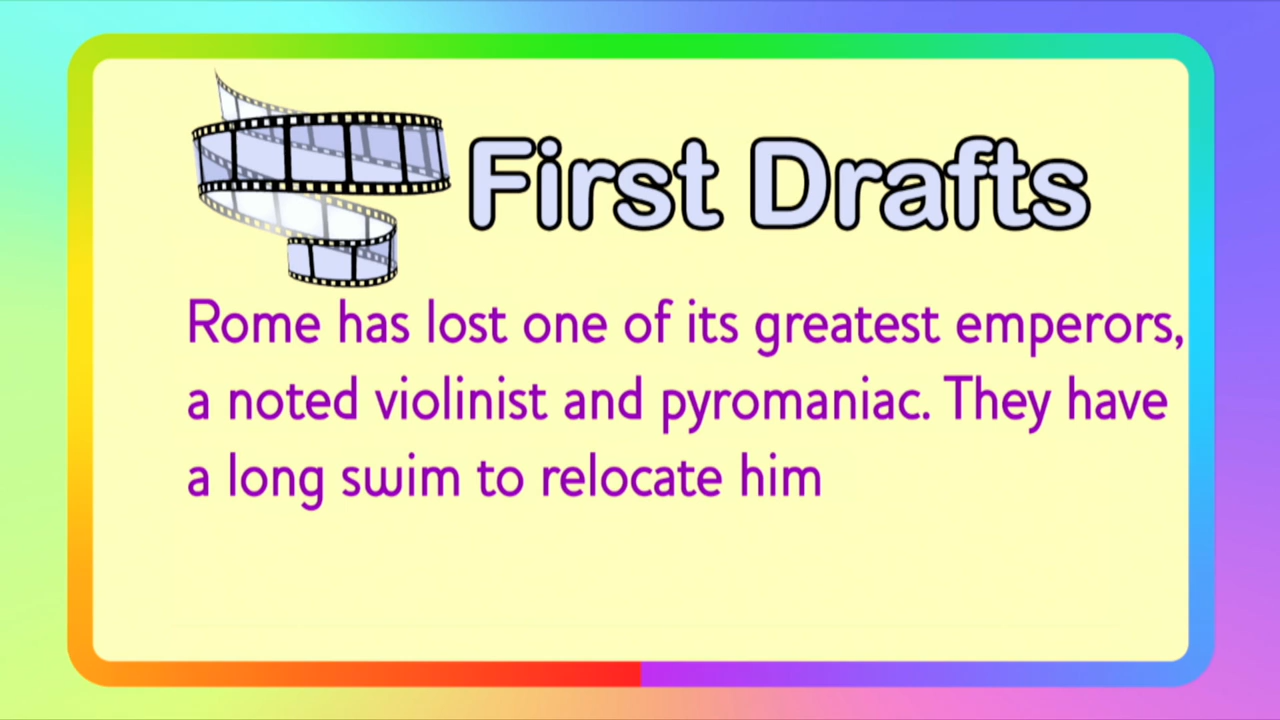 First Drafts
Rome has lost one of its greatest emperors,
a noted violinist and pyromaniac. They have
a long swim to relocate him